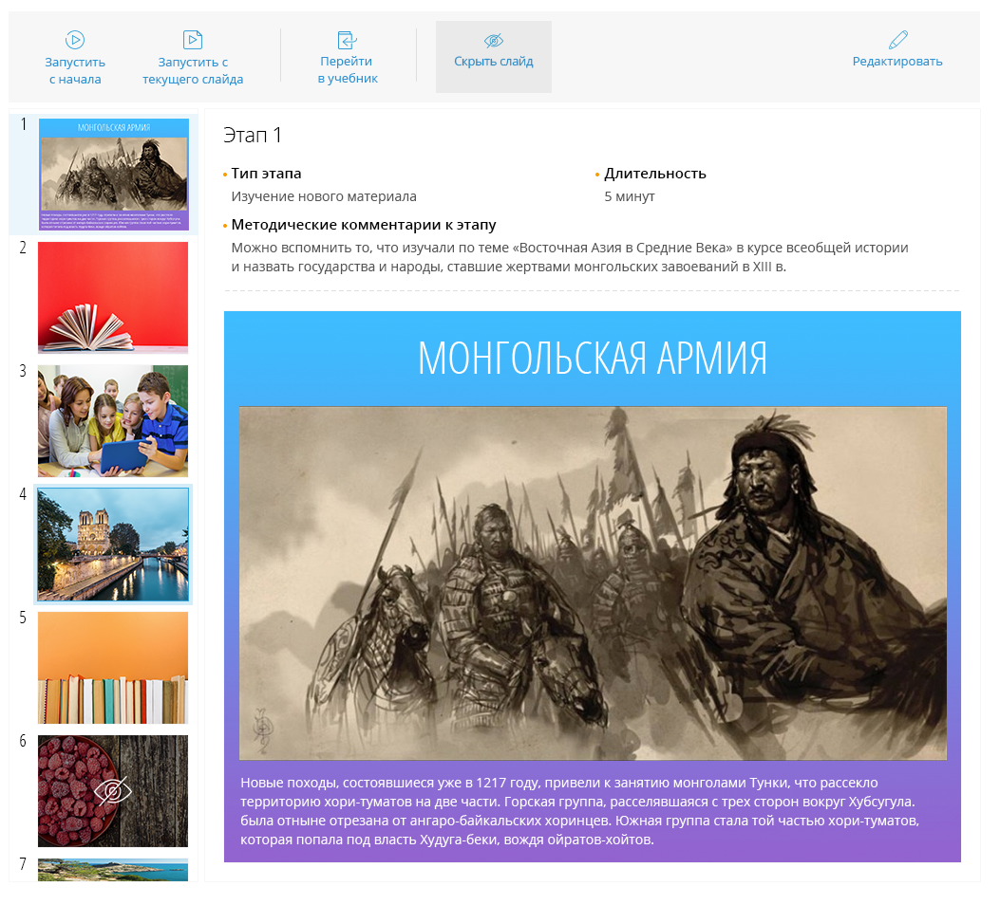 Запустить
с начала
Запустить с
текущего слайда
Перейти
в учебник
Скрыть слайд
Редактировать
1
МОНГОЛЬСКАЯ АРМИЯ
2
3
4
5
6
7
Этап 1
Тип этапа
Изучение нового материала
Длительность
5 минут
Методические комментарии к этапу
Можно вспомнить то, что изучали по теме «Восточная Азия в Средние Века» в курсе всеобщей истории
и назвать государства и народы, ставшие жертвами монгольских завоеваний в XIII в.
МОНГОЛЬСКАЯ АРМИЯ
Новые походы, состоявшиеся уже в 1217 году, привели к занятию монголами Тунки, что рассекло
территорию хори-туматов на две части. Горская группа, расселявшаяся с трех сторон вокруг Хубсугула.
была отныне отрезана от ангаро-байкальских хоринцев. Южная группа стала той частью хори-туматов,
которая попала под власть Худуга-беки, вождя ойратов-хойтов.